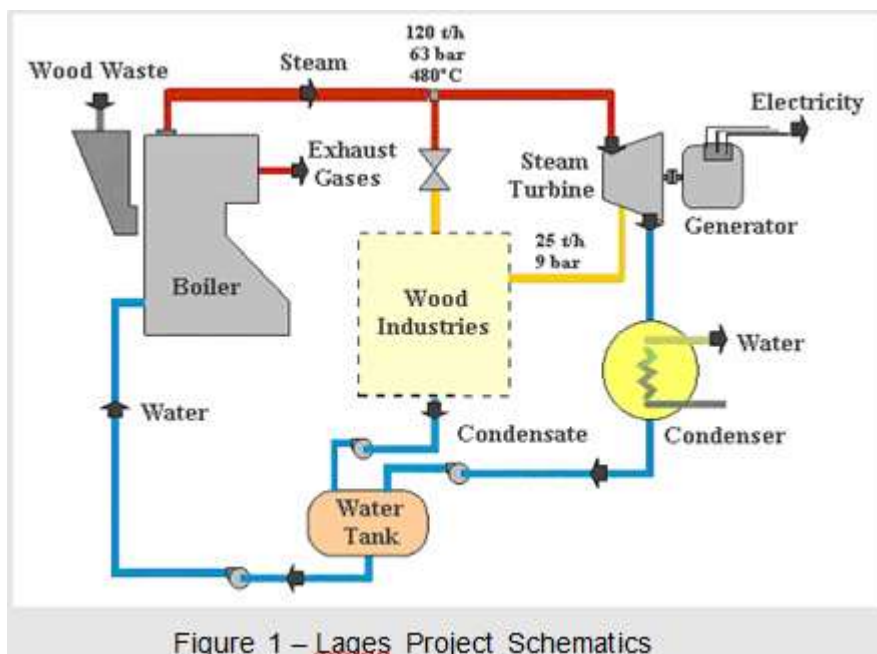 120 t/h
63 bar
480°C
Steam
Wood Waste
Electricity
Exhaust
Gases
Steam
Turbine
Generator
25 t/h
9 bar
Boiler
Wood
Industries
Water
Water
Condensate
Condenser
Water
Tank
Figure 1 – Lages Project Schematics